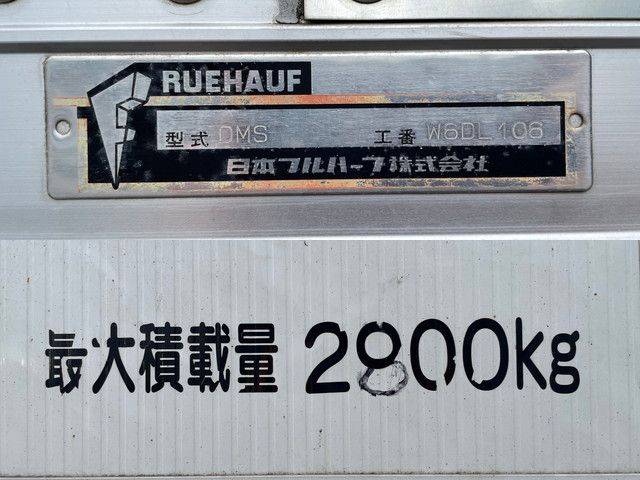 FRUEHAUF
型式 DMS 工番 W6DL106
日本フルハーフ株式会社
最大積載量 2800kg